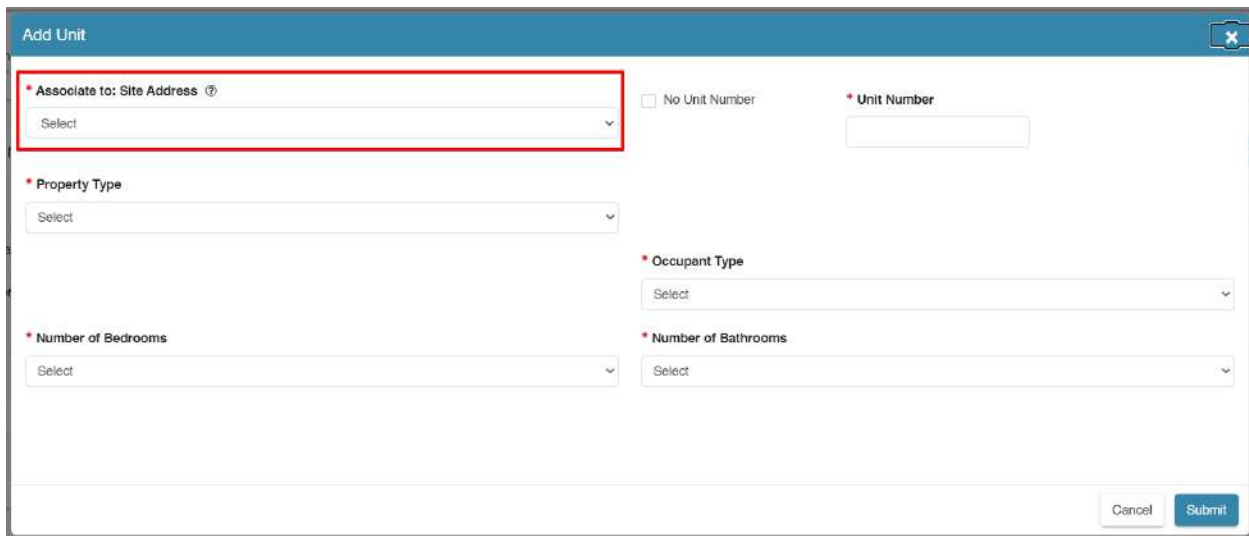 Add Unit
* Associate to: Site Address
Select
No Unit Number
* Unit Number
* Property Type
Select
* Occupant Type
Select
* Number of Bedrooms
Select
* Number of Bathrooms
Select
Cancel
Submit